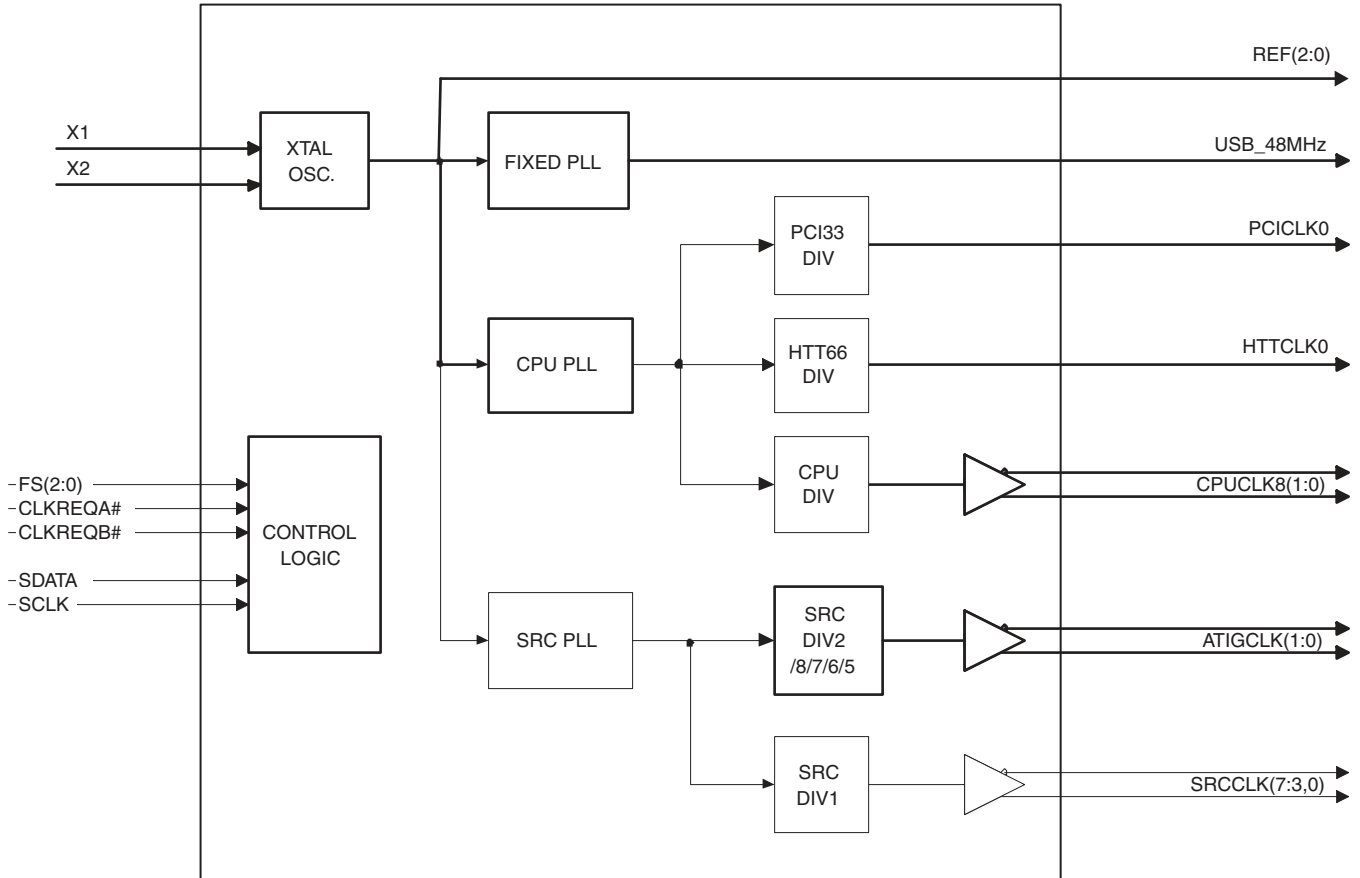 REF(2:0)
X1
X2
XTAL
OSC.
FIXED PLL
USB_48MHz
PCI33
DIV
PCICLK0
CPU PLL
HTT66
DIV
HTTCLK0
CPU
DIV
CPUCLK8(1:0)
FS(2:0)
CLKREQA#
CLKREQB#
SDATA
SCLK
CONTROL
LOGIC
SRC PLL
SRC
DIV2
/8/7/6/5
ATIGCLK(1:0)
SRC
DIV1
SRCCLK(7:3,0)